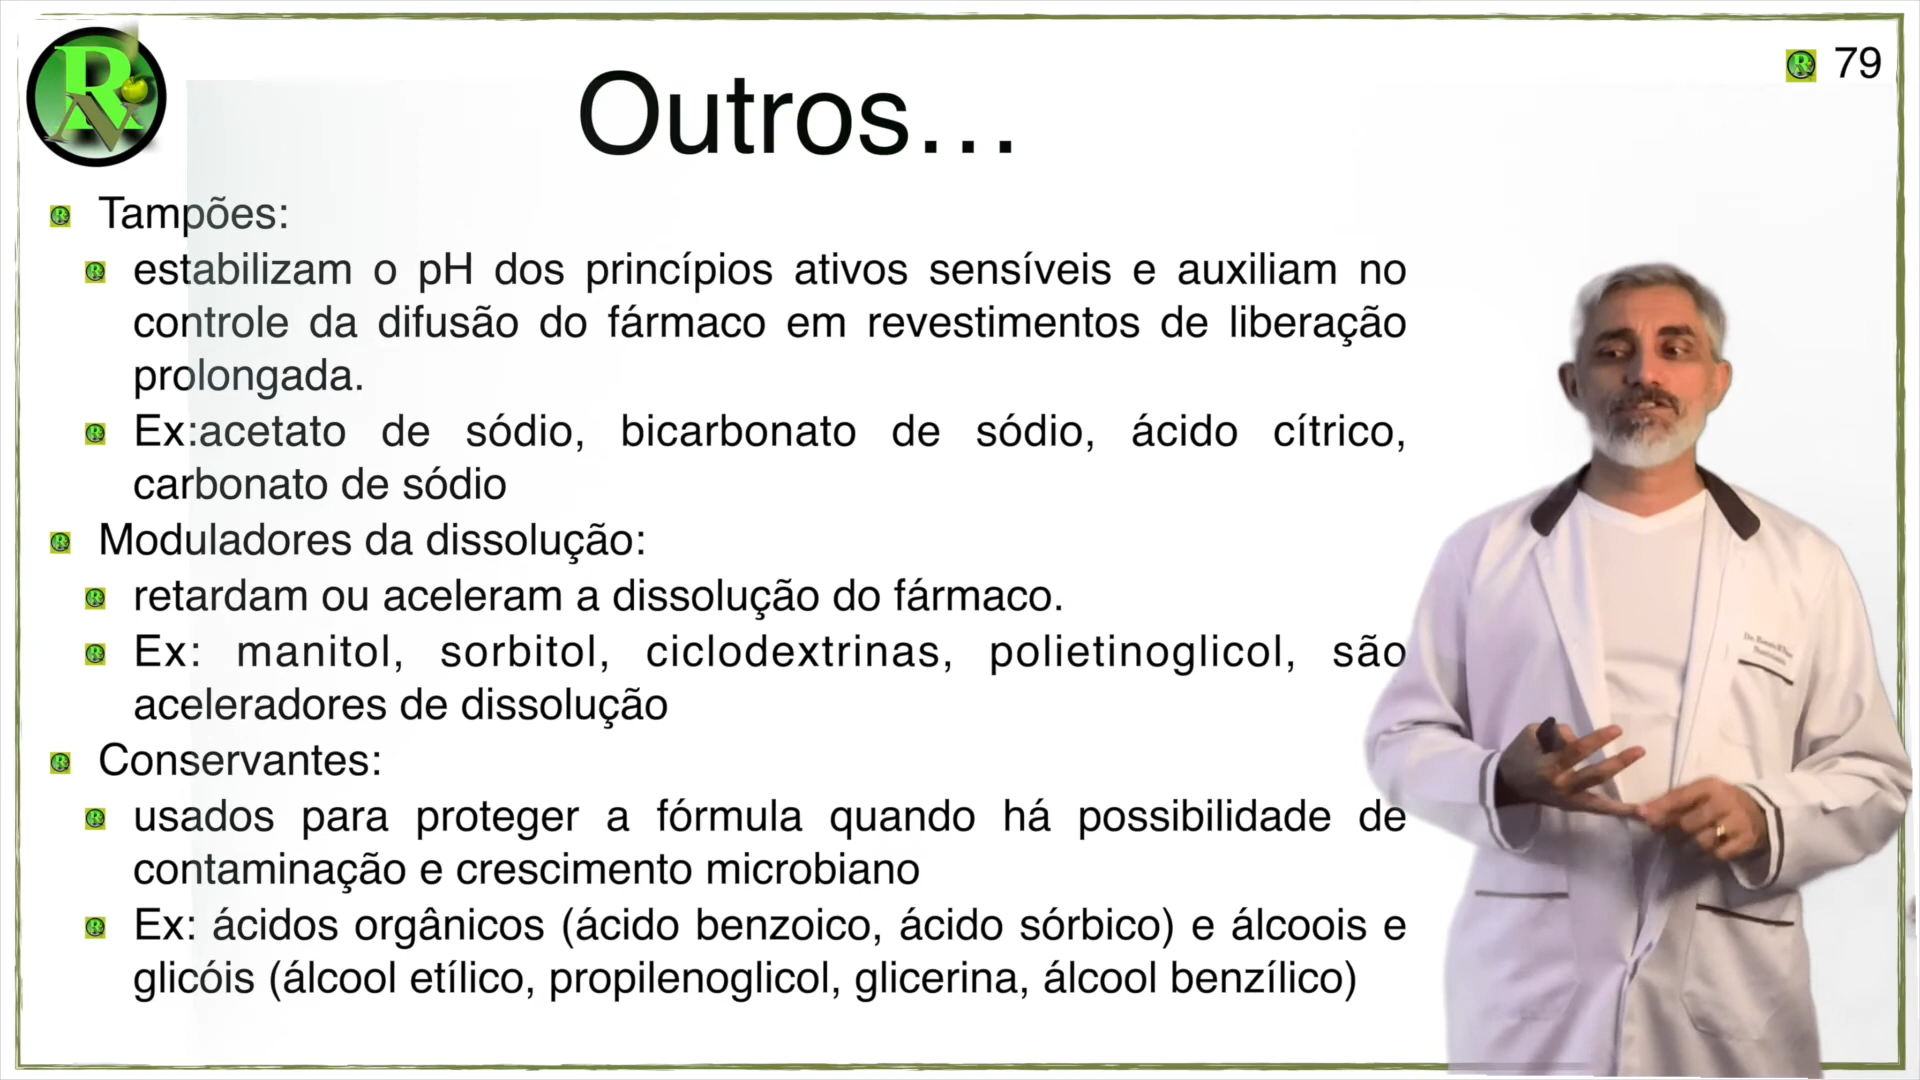 79
Outros…
Tampões:
estabilizam o pH dos princípios ativos sensíveis e auxiliam no
controle da difusão do fármaco em revestimentos de liberação
prolongada.
Ex:acetato de sódio, bicarbonato de sódio, ácido cítrico,
carbonato de sódio
Moduladores da dissolução:
retardam ou aceleram a dissolução do fármaco.
Ex: manitol, sorbitol, ciclodextrinas, polietinoglicol, são
aceleradores de dissolução
Conservantes:
usados para proteger a fórmula quando há possibilidade de
contaminação e crescimento microbiano
Ex: ácidos orgânicos (ácido benzoico, ácido sórbico) e álcoois e
glicóis (álcool etílico, propilenoglicol, glicerina, álcool benzílico)